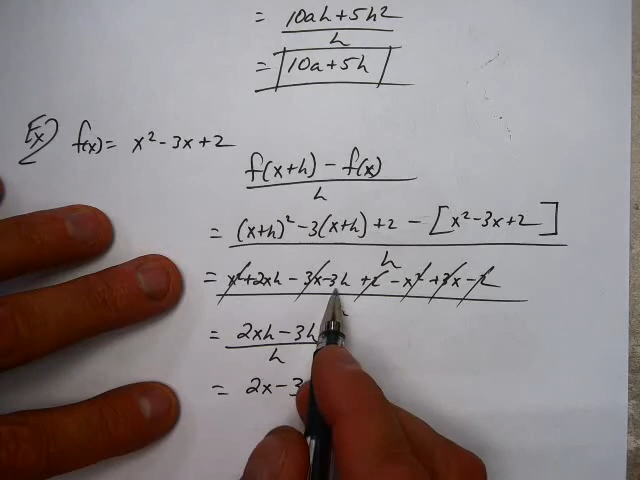 = 10ah + 5h² / h
= 10a + 5h
Ex) f(x) = x² - 3x + 2
f(x+h) - f(x) / h
= (x+h)² - 3(x+h) + 2 - [x² - 3x + 2] / h
= x² + 2xh - 3x - 3h + 2 - x² + 3x - 2 / h
= 2xh - 3h / h
= 2x - 3